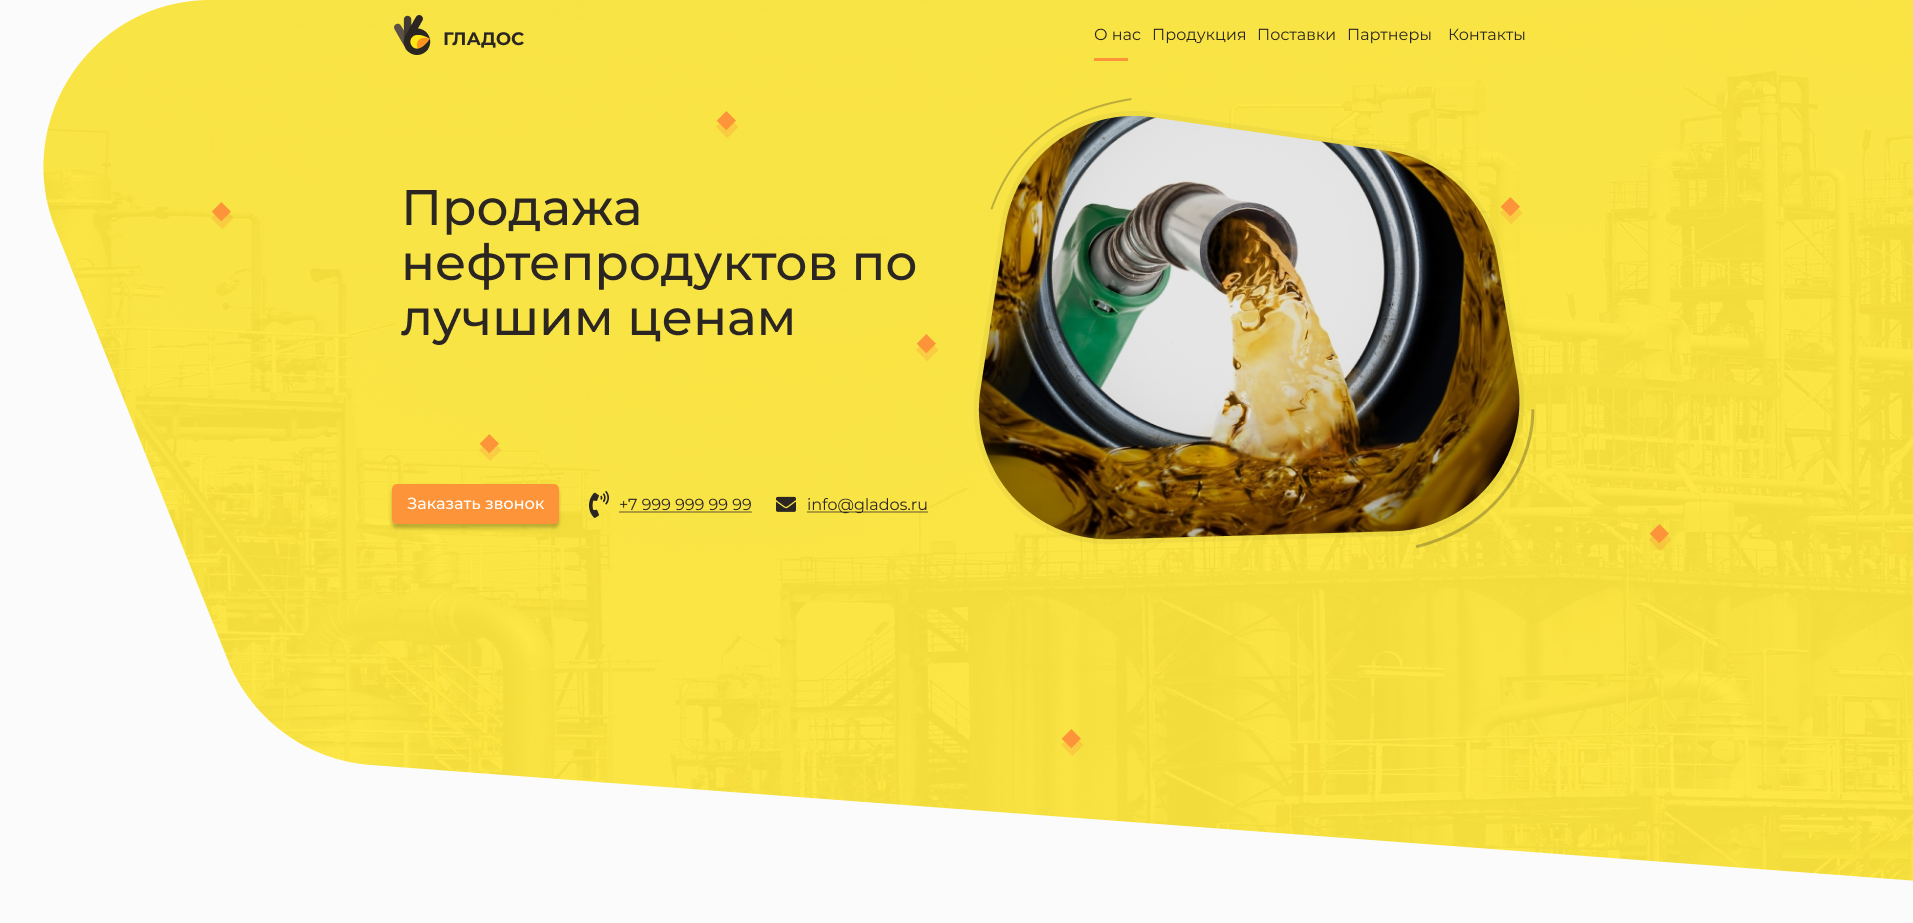 ГЛАДОС
О нас Продукция Поставки Партнеры Контакты
Продажа
нефтепродуктов по
лучшим ценам
Заказать звонок +7 999 999 99 99 info@glados.ru